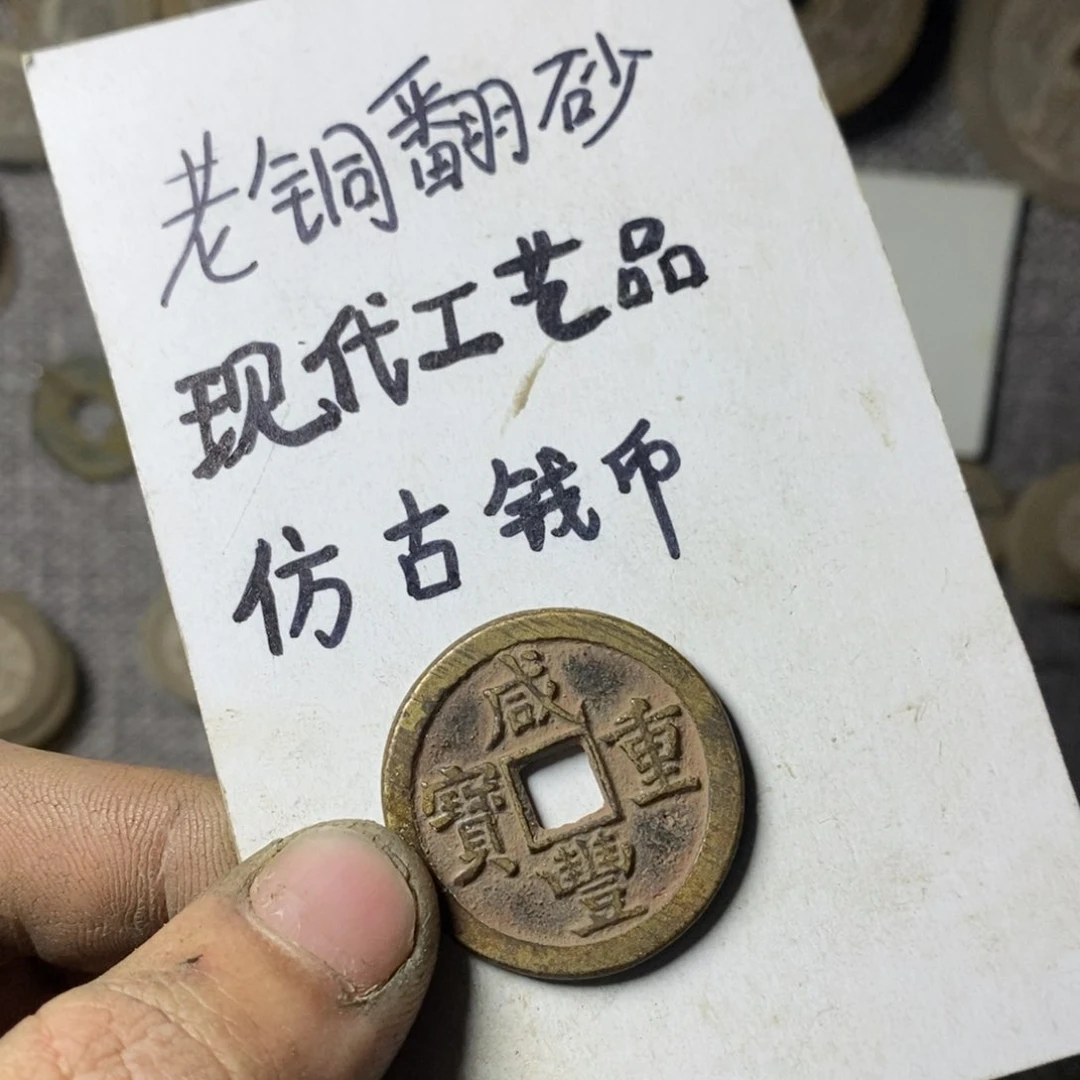 老铜翻砂
现代工艺品
仿古钱币
咸豐重寶